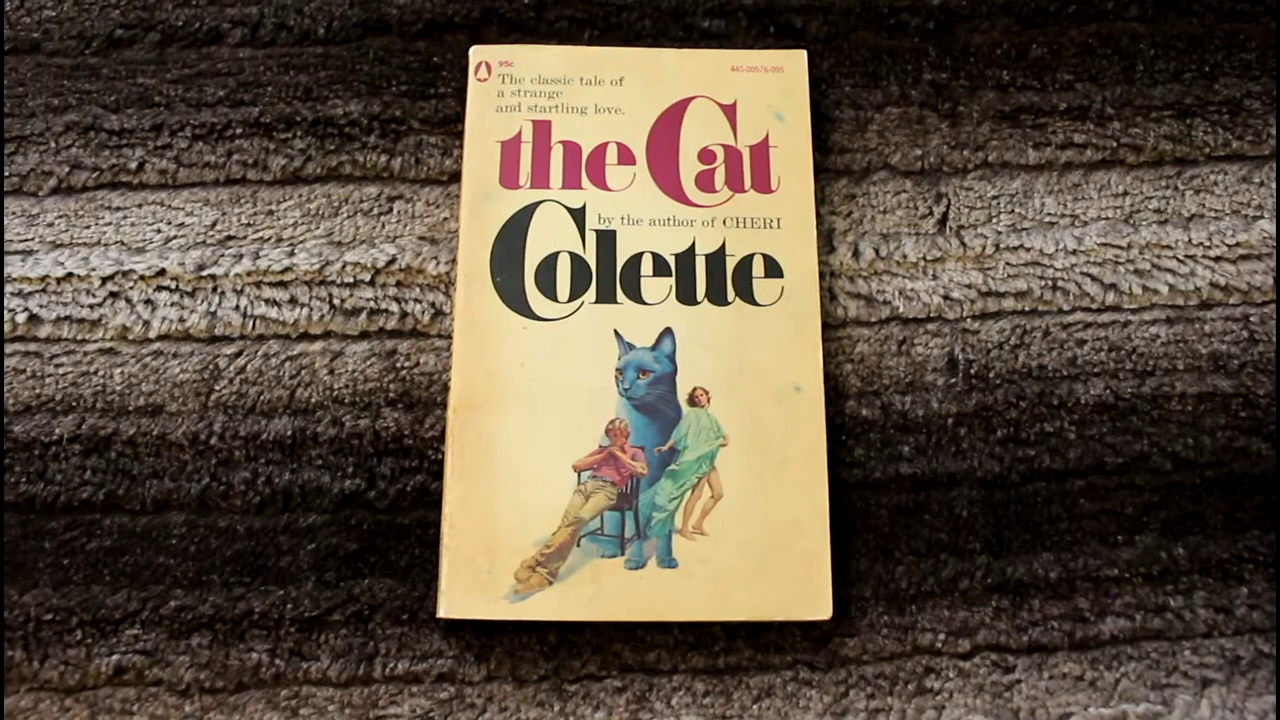 95c
445-00576-095
The classic tale of
a strange
and startling love.
the Cat
by the author of CHERI
Colette